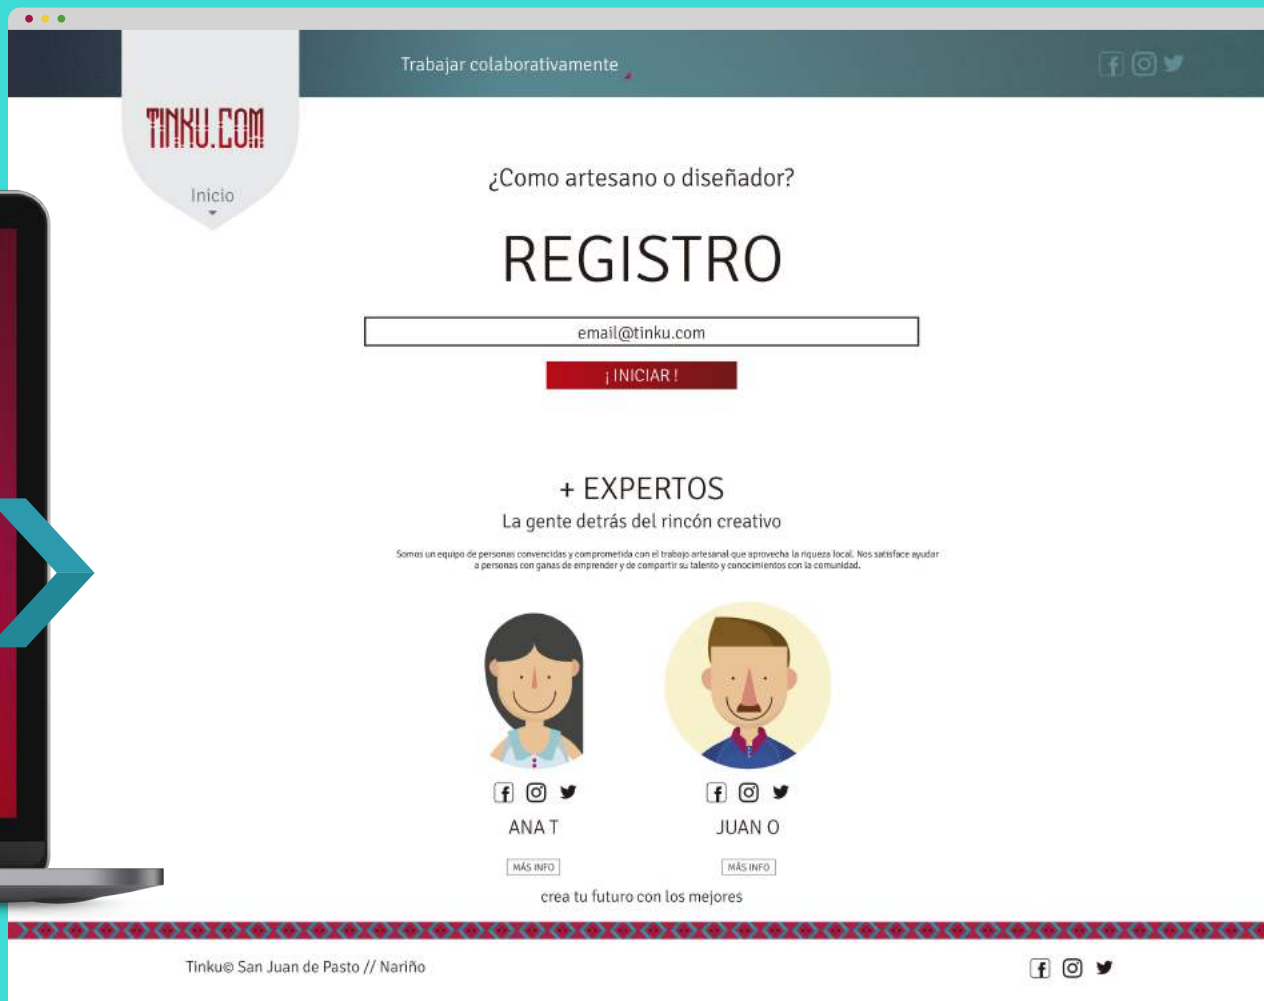 Trabajar colaborativamente
TINKU.COM
Inicio
¿Como artesano o diseñador?
REGISTRO
email@tinku.com
¡ INICIAR !
+ EXPERTOS
La gente detrás del rincón creativo
Somos un equipo de personas convencidas y comprometida con el trabajo artesanal que aprovecha la riqueza local. Nos satisface ayudar
a personas con ganas de emprender y de compartir su talento y conocimientos con la comunidad.
ANA T
JUAN O
MÁS INFO
MÁS INFO
crea tu futuro con los mejores
Tinku© San Juan de Pasto // Nariño